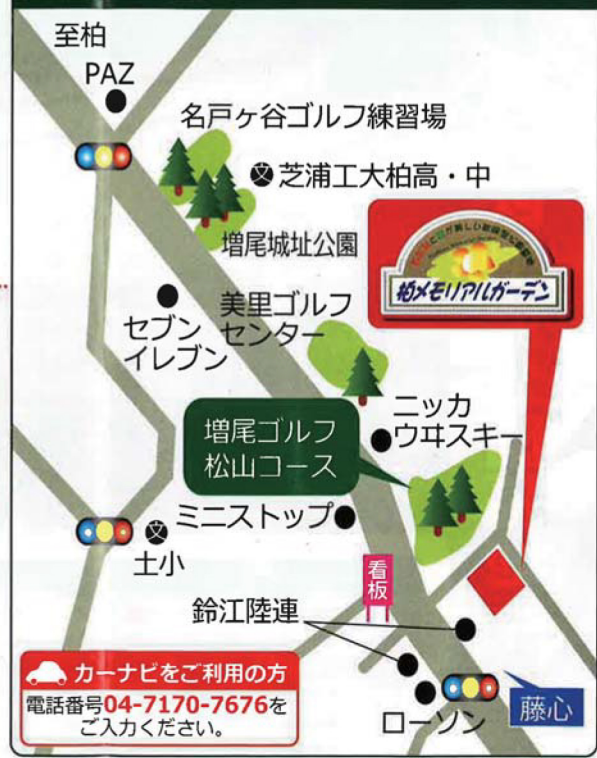 至柏
PAZ
名戸ヶ谷ゴルフ練習場
文 芝浦工大柏高・中
増尾城址公園
柏メモリアルガーデン
セブン
イレブン
美里ゴルフ
センター
ニッカ
ウヰスキー
増尾ゴルフ
松山コース
文
ミニストップ
土小
看板
鈴江陸連
ローソン
藤心
カーナビをご利用の方
電話番号04-7170-7676を
ご入力ください。